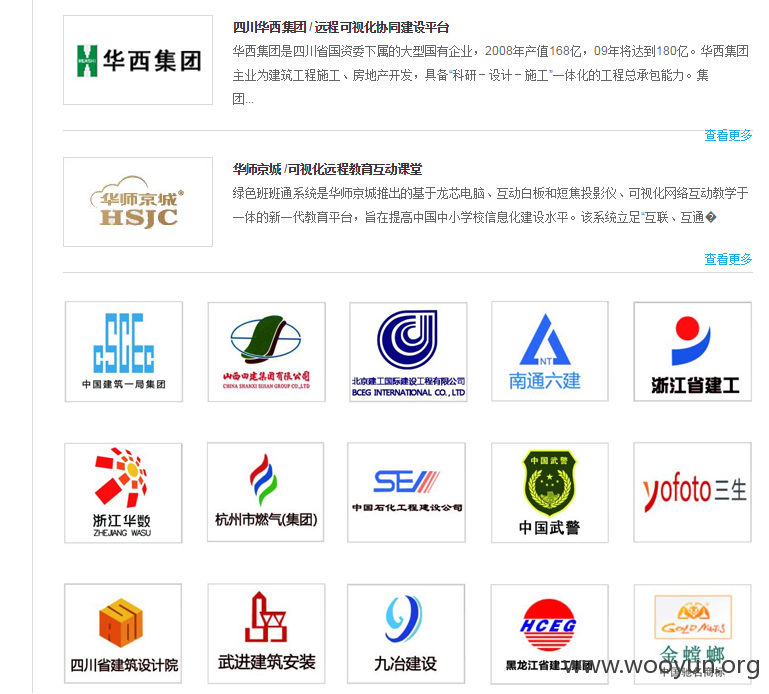 四川华西集团 / 远程可视化协同建设平台
华西集团是四川省国资委下属的大型国有企业，2008年产值168亿，09年将达到180亿。华西集团
主业为建筑工程施工、房地产开发，具备“科研－设计－施工”一体化的工程总承包能力。集
团...
HUASHI
华西集团
查看更多
华师京城 /可视化远程教育互动课堂
绿色班班通系统是华师京城推出的基于龙芯电脑、互动白板和短焦投影仪、可视化网络互动教学于
一体的新一代教育平台，旨在提高中国中小学校信息化建设水平。该系统立足“互联、互通�
华师京城®
HSJC
查看更多
CSCEC
中国建筑一局集团
山西四建集团有限公司
CHINA SHANXI SIJIAN GROUP CO.,LTD
北京建工国际建设工程有限公司
BCEG INTERNATIONAL CO., LTD
NT
南通六建
浙江省建工
浙江华数
ZHEJIANG WASU
杭州市燃气(集团)
SEI
中国石化工程建设公司
中国武警
中国武警
yofoto三生
四川省建筑设计院
武进建筑安装
九冶建设
HCEG
黑龙江省建工集团
GOLD NUTS
金螳螂
中国驰名商标
www.wooyun.org